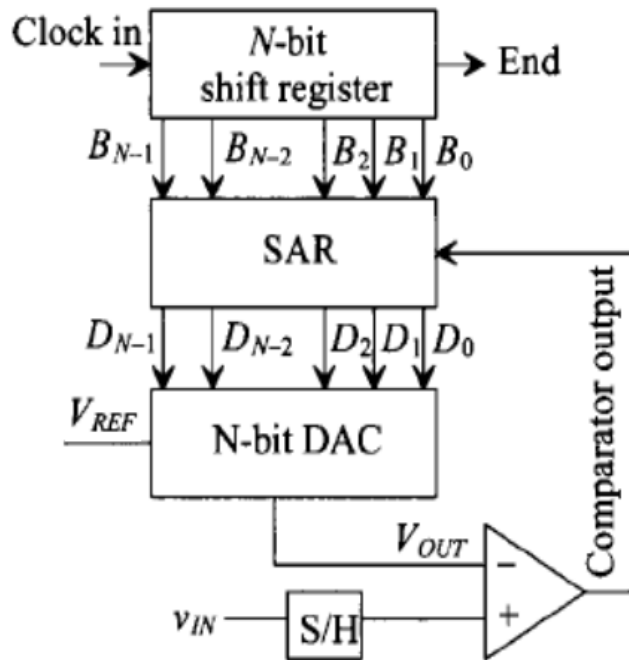 Clock in
N-bit
shift register
End
B_{N-1} B_{N-2} B_2 B_1 B_0
SAR
D_{N-1} D_{N-2} D_2 D_1 D_0
V_{REF}
N-bit DAC
Comparator output
V_{OUT}
−
v_{IN}
S/H
+